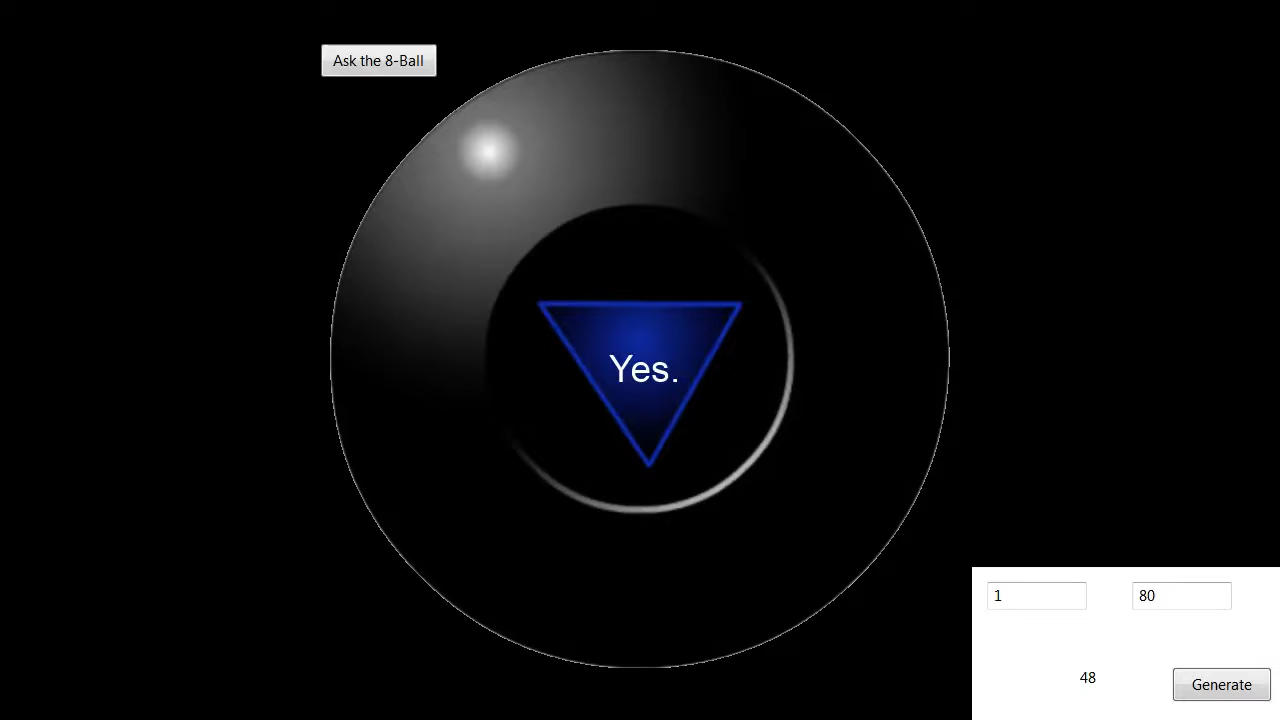 Ask the 8-Ball
Yes.
1
80
48
Generate